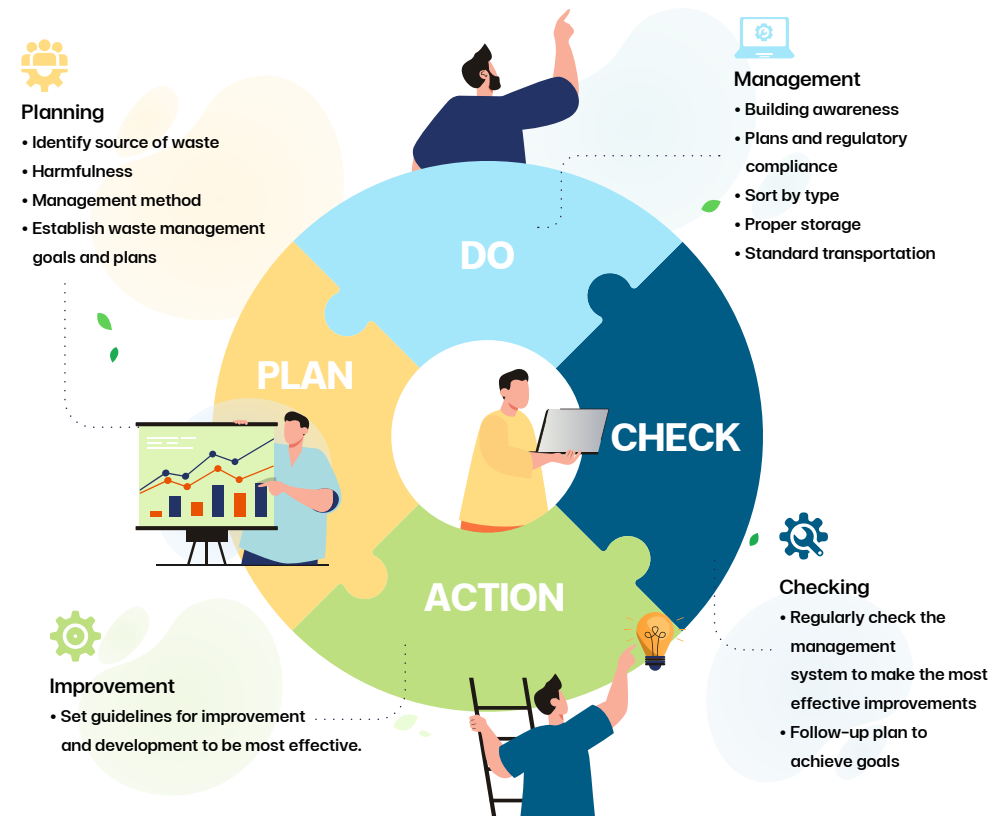 Planning
• Identify source of waste
• Harmfulness
• Management method
• Establish waste management
goals and plans
Management
• Building awareness
• Plans and regulatory
compliance
• Sort by type
• Proper storage
• Standard transportation
DO
PLAN
CHECK
ACTION
Checking
• Regularly check the
management
system to make the most
effective improvements
• Follow-up plan to
achieve goals
Improvement
• Set guidelines for improvement
and development to be most effective.